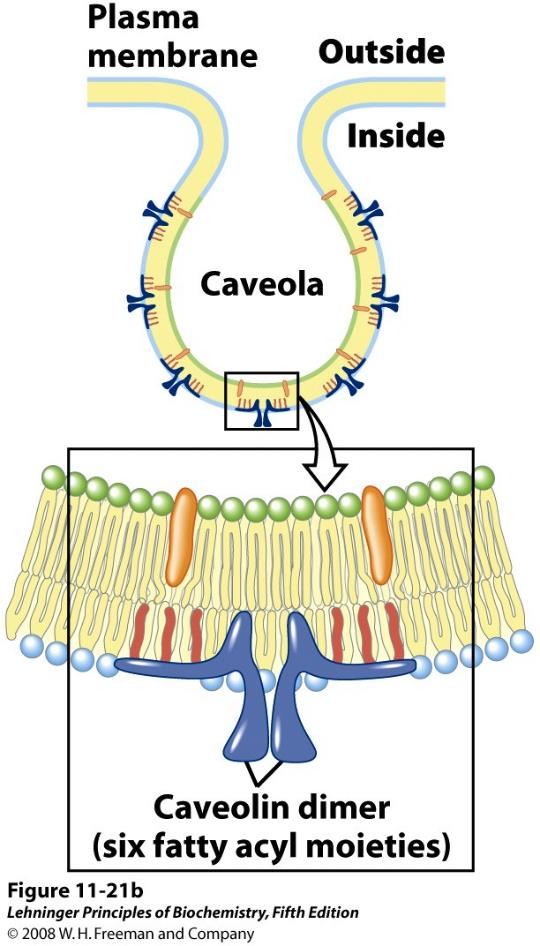 Plasma
membrane
Outside
Inside
Caveola
Caveolin dimer
(six fatty acyl moieties)
Figure 11-21b
Lehninger Principles of Biochemistry, Fifth Edition
© 2008 W. H. Freeman and Company